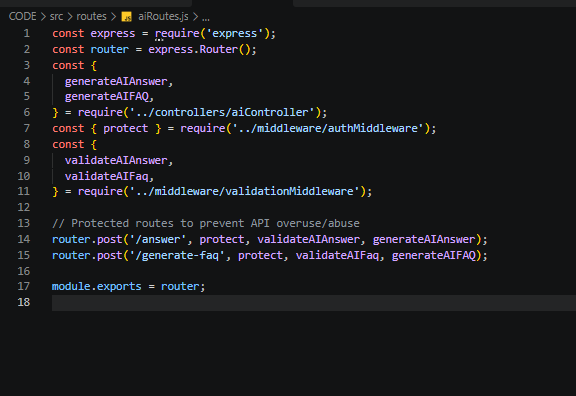 CODE > src > routes > JS aiRoutes.js > ...
1 const express = require('express');
2 const router = express.Router();
3 const {
4   generateAIAnswer,
5   generateAIFAQ,
6 } = require('../controllers/aiController');
7 const { protect } = require('../middleware/authMiddleware');
8 const {
9   validateAIAnswer,
10   validateAIFaq,
11 } = require('../middleware/validationMiddleware');
12
13 // Protected routes to prevent API overuse/abuse
14 router.post('/answer', protect, validateAIAnswer, generateAIAnswer);
15 router.post('/generate-faq', protect, validateAIFaq, generateAIFAQ);
16
17 module.exports = router;
18